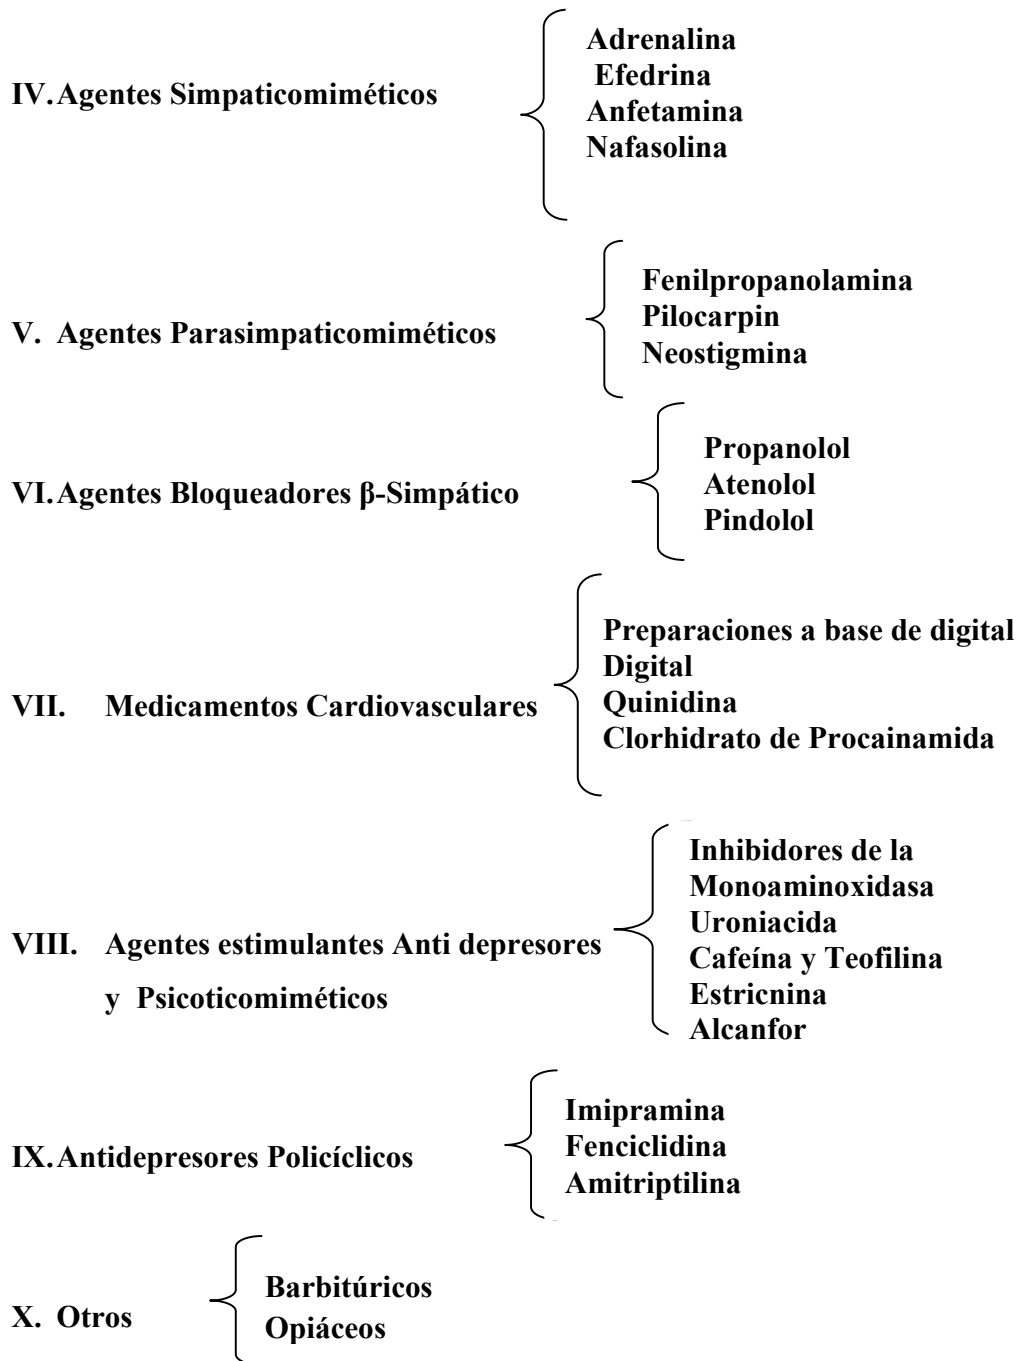 IV. Agentes Simpaticomiméticos
Adrenalina
Efedrina
Anfetamina
Nafasolina
V. Agentes Parasimpaticomiméticos
Fenilpropanolamina
Pilocarpin
Neostigmina
VI. Agentes Bloqueadores β-Simpático
Propanolol
Atenolol
Pindolol
VII. Medicamentos Cardiovasculares
Preparaciones a base de digital
Digital
Quinidina
Clorhidrato de Procainamida
VIII. Agentes estimulantes Anti depresores
y Psicoticomiméticos
Inhibidores de la
Monoaminoxidasa
Uroniacida
Cafeína y Teofilina
Estricnina
Alcanfor
IX. Antidepresores Policíclicos
Imipramina
Fenciclidina
Amitriptilina
X. Otros
Barbitúricos
Opiáceos